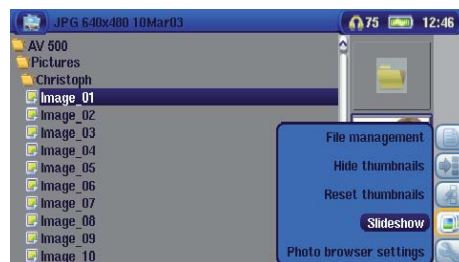 JPG 640x480 10Mar03
75 12:46
AV 500
Pictures
Christoph
Image_01
Image_02
Image_03
Image_04
Image_05
Image_06
Image_07
Image_08
Image_09
Image_10
File management
Hide thumbnails
Reset thumbnails
Slideshow
Photo browser settings